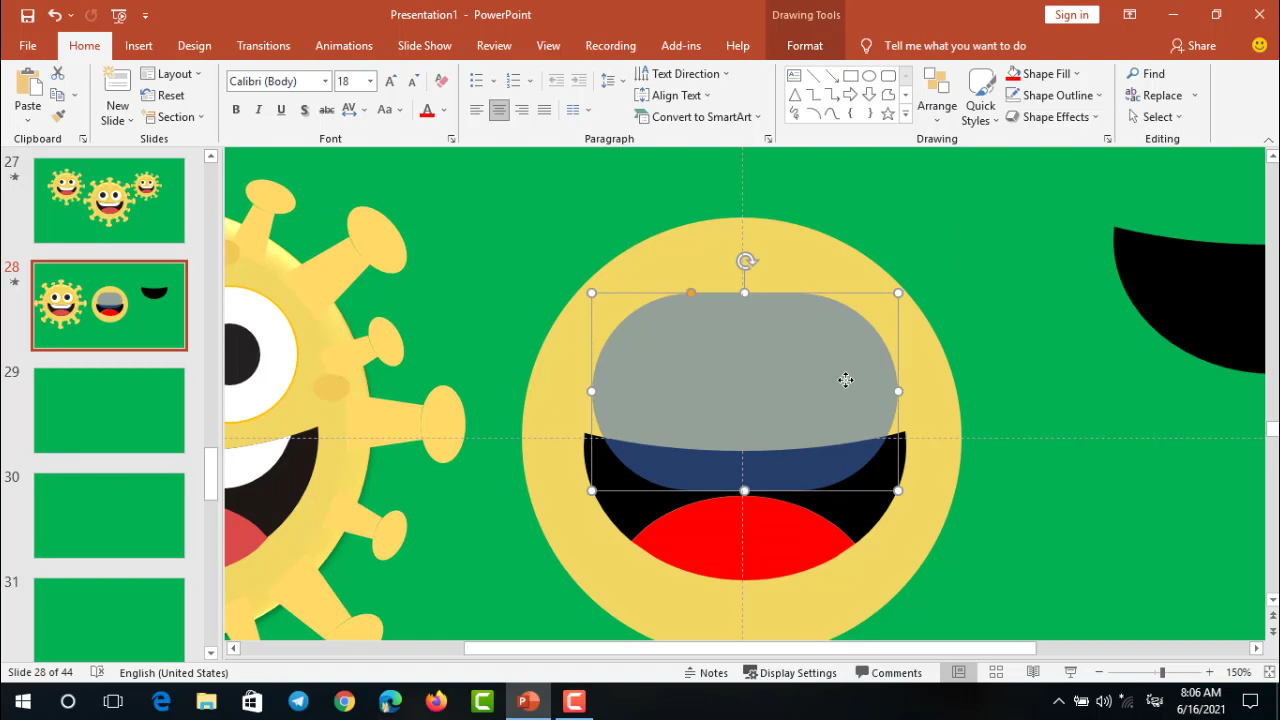 Presentation1 - PowerPoint
Drawing Tools
Sign in
File
Home
Insert
Design
Transitions
Animations
Slide Show
Review
View
Recording
Add-ins
Help
Format
Tell me what you want to do
Share
Paste
Clipboard
New Slide
Layout
Reset
Section
Slides
Calibri (Body)
18
B
I
U
S
abc
AV
Aa
A
Font
Text Direction
Align Text
Convert to SmartArt
Paragraph
Arrange
Quick Styles
Shape Fill
Shape Outline
Shape Effects
Drawing
Find
Replace
Select
Editing
27
28
29
30
31
Slide 28 of 44
English (United States)
Notes
Display Settings
Comments
150%
8:06 AM
6/16/2021